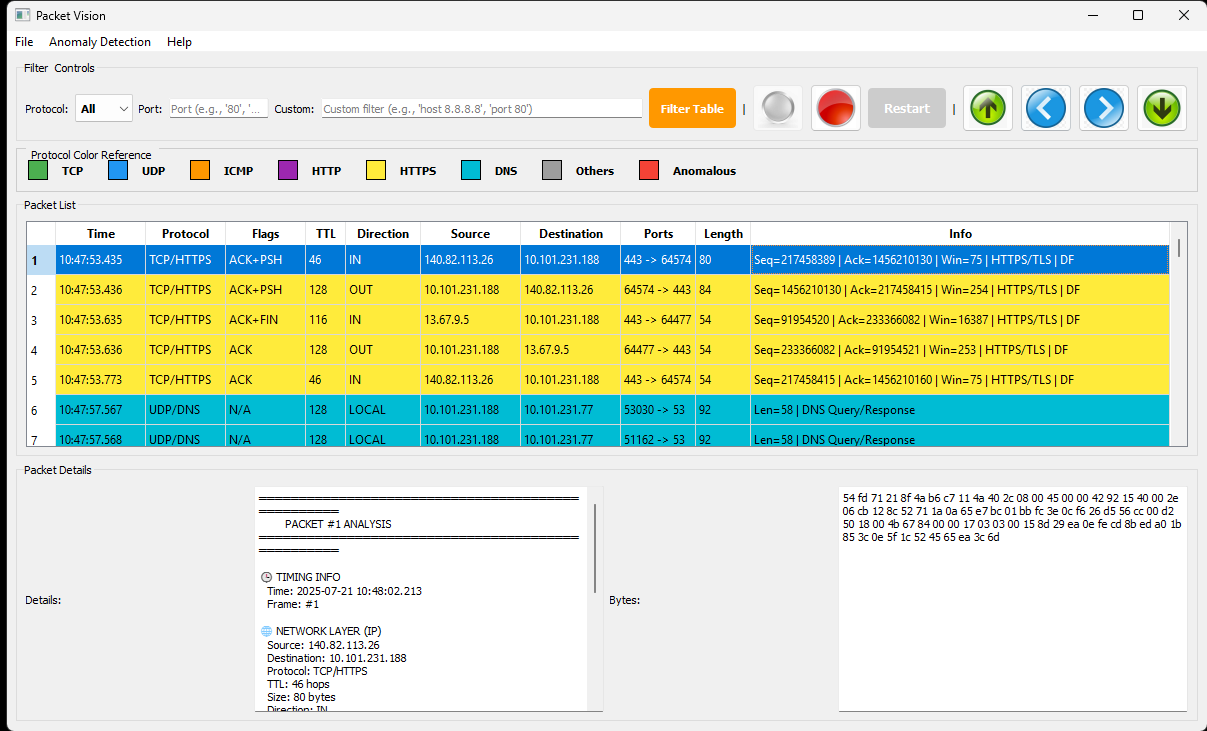 Packet Vision
File Anomaly Detection Help
Filter Controls
Protocol: All Port: Port (e.g., '80', '... Custom: Custom filter (e.g., 'host 8.8.8.8', 'port 80') Filter Table | Restart |
Protocol Color Reference
TCP UDP ICMP HTTP HTTPS DNS Others Anomalous
Packet List
Time Protocol Flags TTL Direction Source Destination Ports Length Info
1 10:47:53.435 TCP/HTTPS ACK+PSH 46 IN 140.82.113.26 10.101.231.188 443 -> 64574 80 Seq=217458389 | Ack=1456210130 | Win=75 | HTTPS/TLS | DF
2 10:47:53.436 TCP/HTTPS ACK+PSH 128 OUT 10.101.231.188 140.82.113.26 64574 -> 443 84 Seq=1456210130 | Ack=217458415 | Win=254 | HTTPS/TLS | DF
3 10:47:53.635 TCP/HTTPS ACK+FIN 116 IN 13.67.9.5 10.101.231.188 443 -> 64477 54 Seq=91954520 | Ack=233366082 | Win=16387 | HTTPS/TLS | DF
4 10:47:53.636 TCP/HTTPS ACK 128 OUT 10.101.231.188 13.67.9.5 64477 -> 443 54 Seq=233366082 | Ack=91954521 | Win=253 | HTTPS/TLS | DF
5 10:47:53.773 TCP/HTTPS ACK 46 IN 140.82.113.26 10.101.231.188 443 -> 64574 54 Seq=217458415 | Ack=1456210160 | Win=75 | HTTPS/TLS | DF
6 10:47:57.567 UDP/DNS N/A 128 LOCAL 10.101.231.188 10.101.231.77 53030 -> 53 92 Len=58 | DNS Query/Response
7 10:47:57.568 UDP/DNS N/A 128 LOCAL 10.101.231.188 10.101.231.77 51162 -> 53 92 Len=58 | DNS Query/Response
Packet Details
Details:
PACKET #1 ANALYSIS
TIMING INFO
Time: 2025-07-21 10:48:02.213
Frame: #1
NETWORK LAYER (IP)
Source: 140.82.113.26
Destination: 10.101.231.188
Protocol: TCP/HTTPS
TTL: 46 hops
Size: 80 bytes
Direction: IN
Bytes:
54 fd 71 21 8f 4a b6 c7 11 4a 40 2c 08 00 45 00 00 42 92 15 40 00 2e
06 cb 12 8c 52 71 1a 0a 65 e7 bc 01 bb fc 3e 0c f6 26 d5 56 cc 00 d2
50 18 00 4b 67 84 00 00 17 03 03 00 15 8d 29 ea 0e fe cd 8b ed a0 1b
85 3c 0e 5f 1c 52 45 65 ea 3c 6d